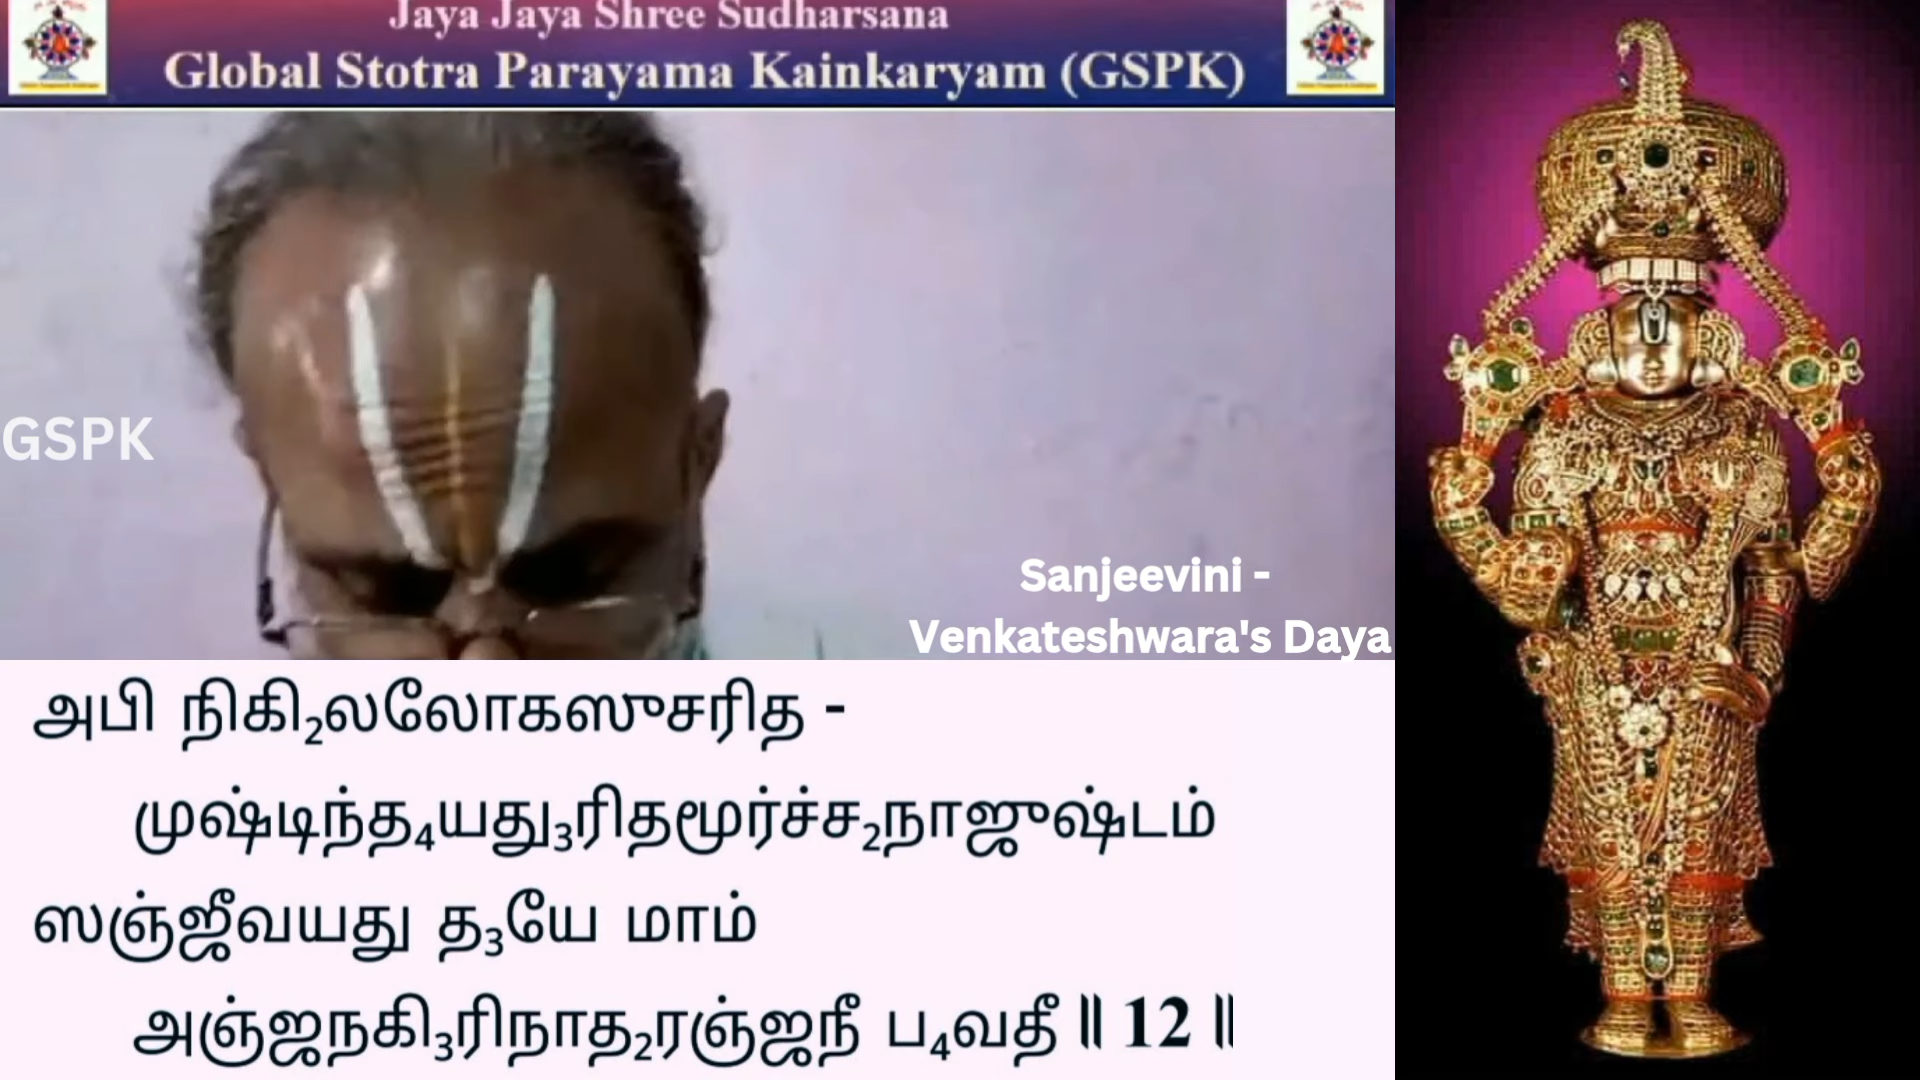 Jaya Jaya Shree Sudharsana
Global Stotra Parayama Kainkaryam (GSPK)
GSPK
Sanjeevini -
Venkateshwara's Daya
அபி நிகி₂லலோகஸுசரித -
முஷ்டிந்த₄யது₃ரிதமூர்ச்ச₂நாஜுஷ்டம்
ஸஞ்ஜீவயது த₃யே மாம்
அஞ்ஜநகி₃ரிநாத₂ரஞ்ஜநீ ப₄வதீ ॥ 12 ॥